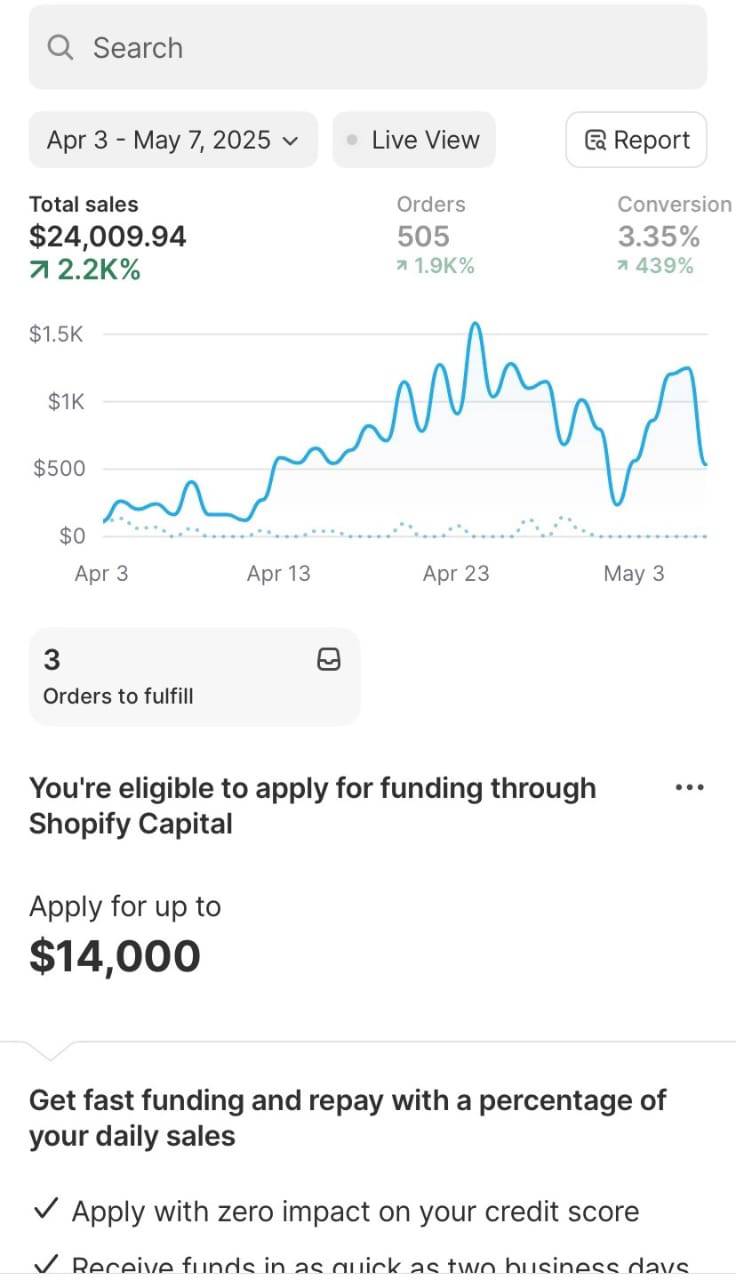 Search
Apr 3 - May 7, 2025
Live View
Report
Total sales
Orders
Conversion
$24,009.94
505
3.35%
2.2K%
1.9K%
439%
$1.5K
$1K
$500
$0
Apr 3
Apr 13
Apr 23
May 3
3
Orders to fulfill
You're eligible to apply for funding through
Shopify Capital
Apply for up to
$14,000
Get fast funding and repay with a percentage of
your daily sales
Apply with zero impact on your credit score
Receive funds in as quick as two business days